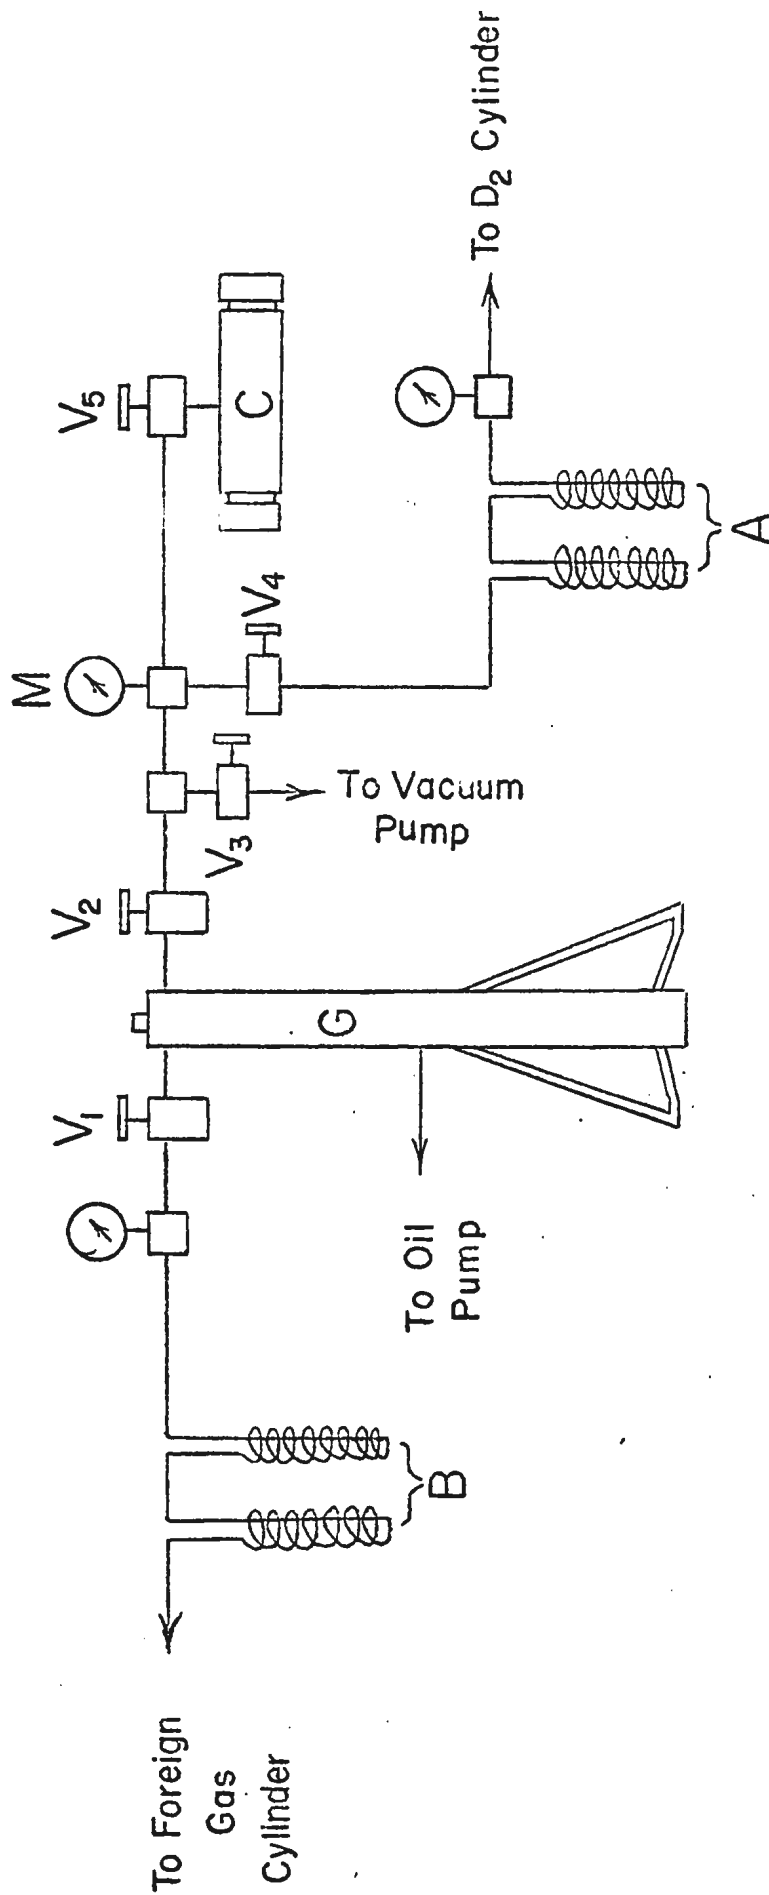 M
V5
C
V4
To D2 Cylinder
A
V3
To Vacuum
Pump
V2
G
V1
To Oil
Pump
B
To Foreign
Gas
Cylinder